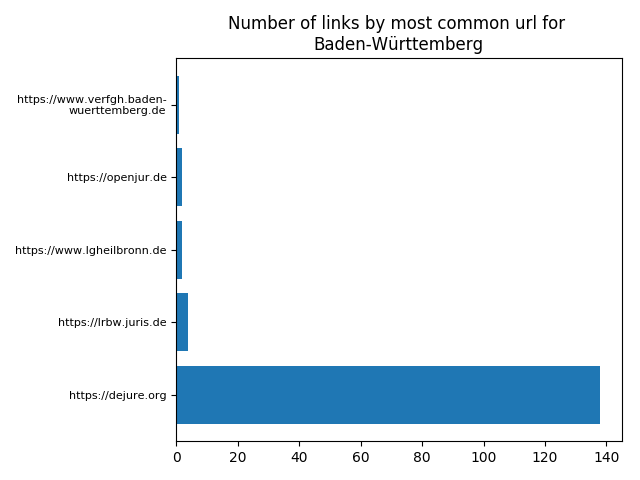 Number of links by most common url for
Baden-Württemberg
https://www.verfgh.baden-
wuerttemberg.de
https://openjur.de
https://www.lgheilbronn.de
https://lrbw.juris.de
https://dejure.org
0 20 40 60 80 100 120 140